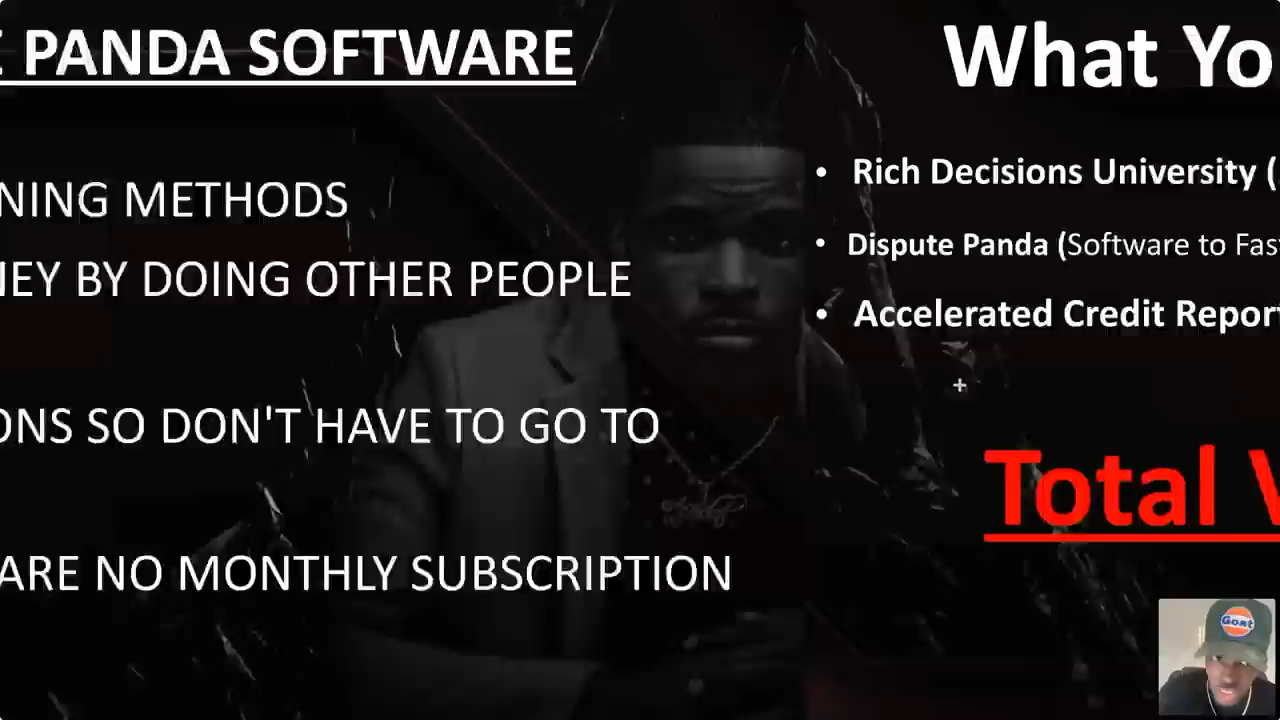 E PANDA SOFTWARE
NING METHODS
NEY BY DOING OTHER PEOPLE
ONS SO DON'T HAVE TO GO TO
ARE NO MONTHLY SUBSCRIPTION
What Yo
• Rich Decisions University (
• Dispute Panda (Software to Fas
• Accelerated Credit Repor
+
Total V
Goat